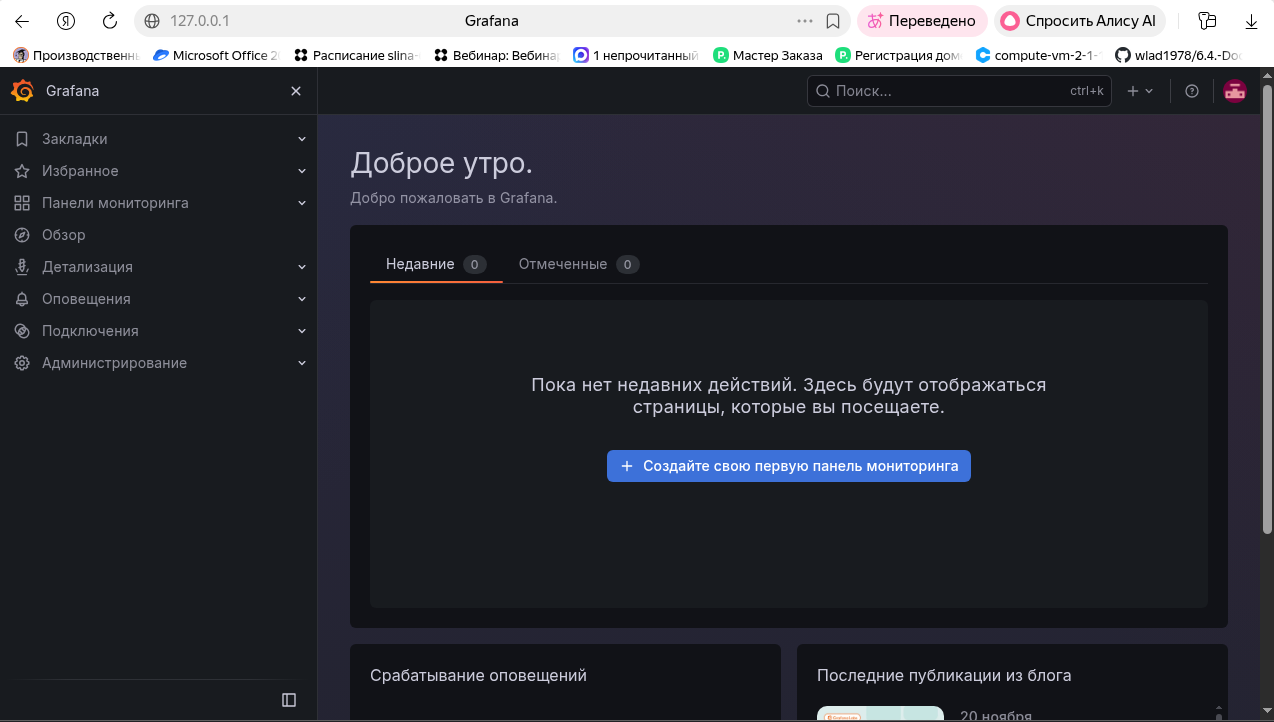 Я
127.0.0.1
Grafana
Переведено
Спросить Алису AI
Производственн
Microsoft Office 2
Расписание slina-
Вебинар: Вебина
1 непрочитанный
Мастер Заказа
Регистрация дом
compute-vm-2-1-
wlad1978/6.4.-Do
Grafana
Поиск...
ctrl+k
Закладки
Избранное
Панели мониторинга
Обзор
Детализация
Оповещения
Подключения
Администрирование
Доброе утро.
Добро пожаловать в Grafana.
Недавние 0
Отмеченные 0
Пока нет недавних действий. Здесь будут отображаться
страницы, которые вы посещаете.
+ Создайте свою первую панель мониторинга
Срабатывание оповещений
Последние публикации из блога
20 ноября